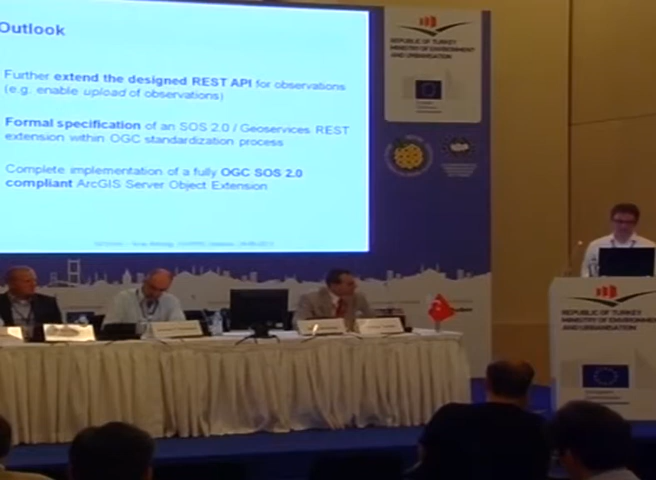 Outlook
Further extend the designed REST API for observations
(e.g. enable upload of observations)
Formal specification of an SOS 2.0 / Geoservices REST
extension within OGC standardization process
Complete implementation of a fully OGC SOS 2.0
compliant ArcGIS Server Object Extension
REPUBLIC OF TURKEY
MINISTRY OF ENVIRONMENT
AND URBANISATION
REPUBLIC OF TURKEY
MINISTRY OF ENVIRONMENT
AND URBANISATION